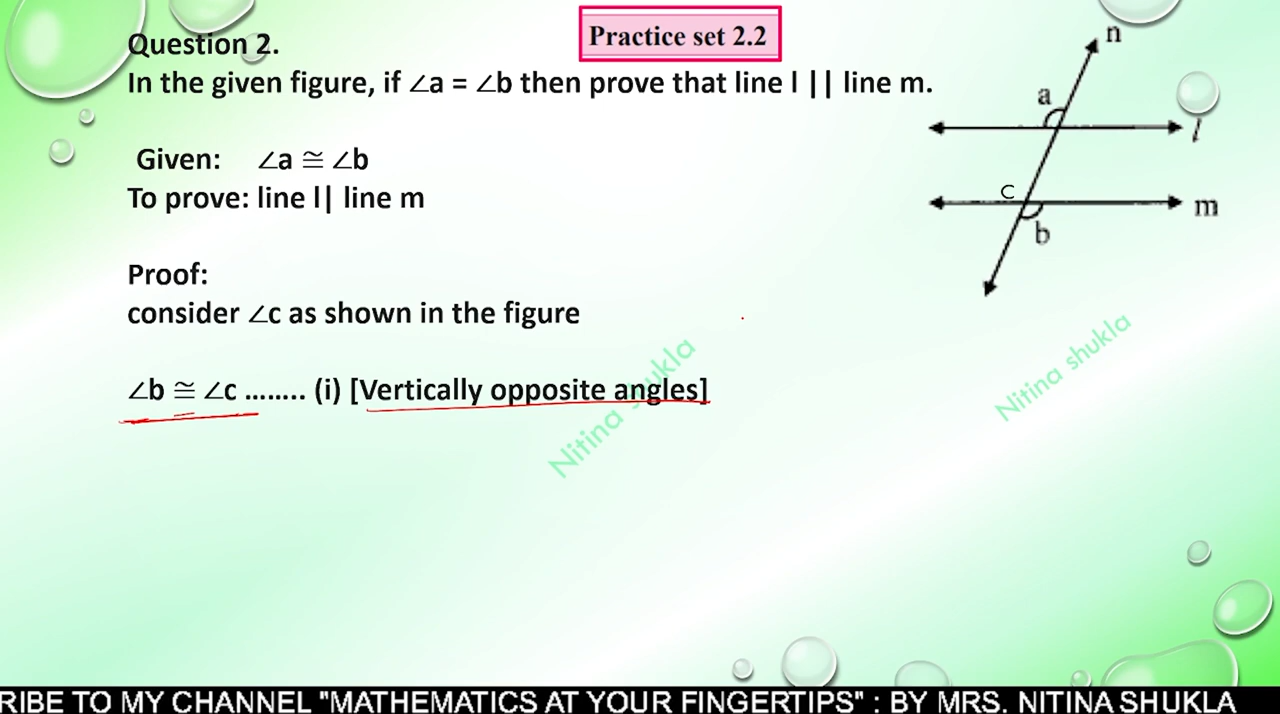 Practice set 2.2
Question 2.
In the given figure, if ∠a = ∠b then prove that line l || line m.
Given: ∠a ≅ ∠b
To prove: line l| line m
Proof:
consider ∠c as shown in the figure
∠b ≅ ∠c ........ (i) [Vertically opposite angles]
n
a
l
C
m
b
Nitina shukla
Nitina shukla
RIBE TO MY CHANNEL "MATHEMATICS AT YOUR FINGERTIPS" : BY MRS. NITINA SHUKLA